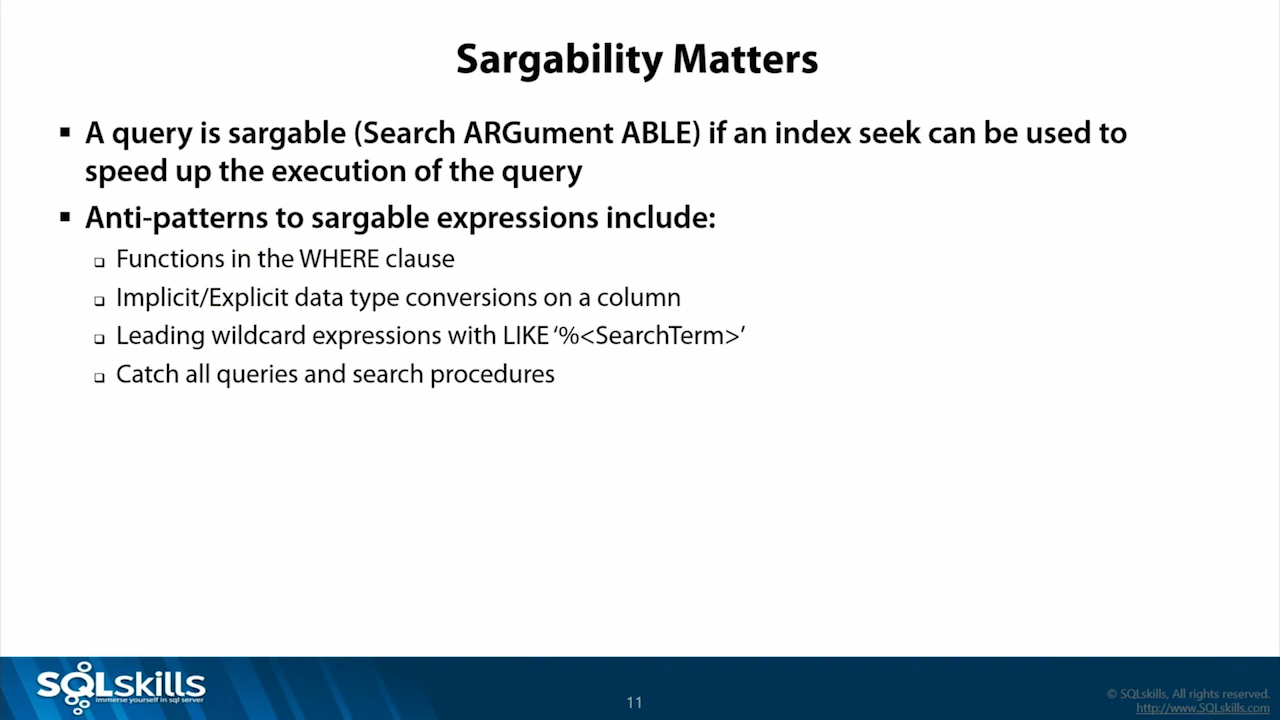 Sargability Matters
▪ A query is sargable (Search ARGument ABLE) if an index seek can be used to
speed up the execution of the query
▪ Anti-patterns to sargable expressions include:
❑ Functions in the WHERE clause
❑ Implicit/Explicit data type conversions on a column
❑ Leading wildcard expressions with LIKE ‘%<SearchTerm>’
❑ Catch all queries and search procedures
SQLskills
immerse yourself in sql server
11
© SQLskills, All rights reserved.
http://www.SQLskills.com